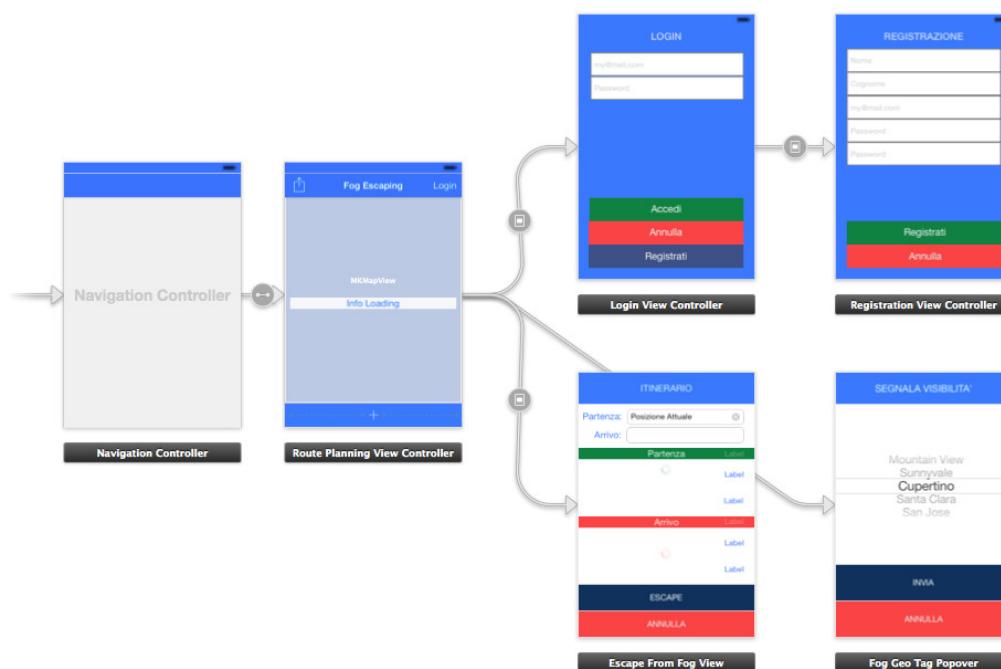 Navigation Controller
Navigation Controller
Fog Escaping
Login
MKMapView
Info Loading
+
Route Planning View Controller
LOGIN
my@mail.com
Password
Accedi
Annulla
Registrati
Login View Controller
REGISTRAZIONE
Nome
Cognome
my@mail.com
Password
Password
Registrati
Annulla
Registration View Controller
ITINERARIO
Partenza: Posizione Attuale
Arrivo:
Partenza Label
Label
Label
Arrivo Label
Label
Label
ESCAPE
ANNULLA
Escape From Fog View
SEGNALA VISIBILITA'
Mountain View
Sunnyvale
Cupertino
Santa Clara
San Jose
INVIA
ANNULLA
Fog Geo Tag Popover